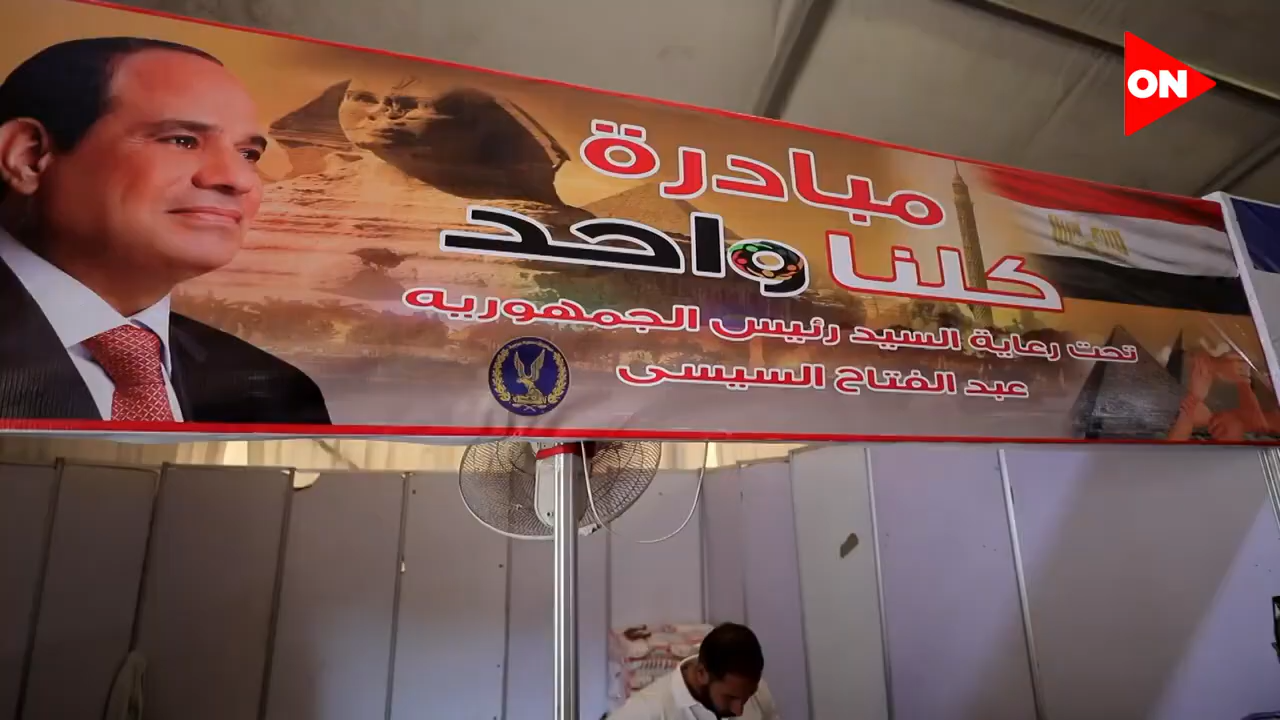 ON
مبادرة
كلنا واحد
تحت رعاية السيد رئيس الجمهوريه
عبد الفتاح السيسى